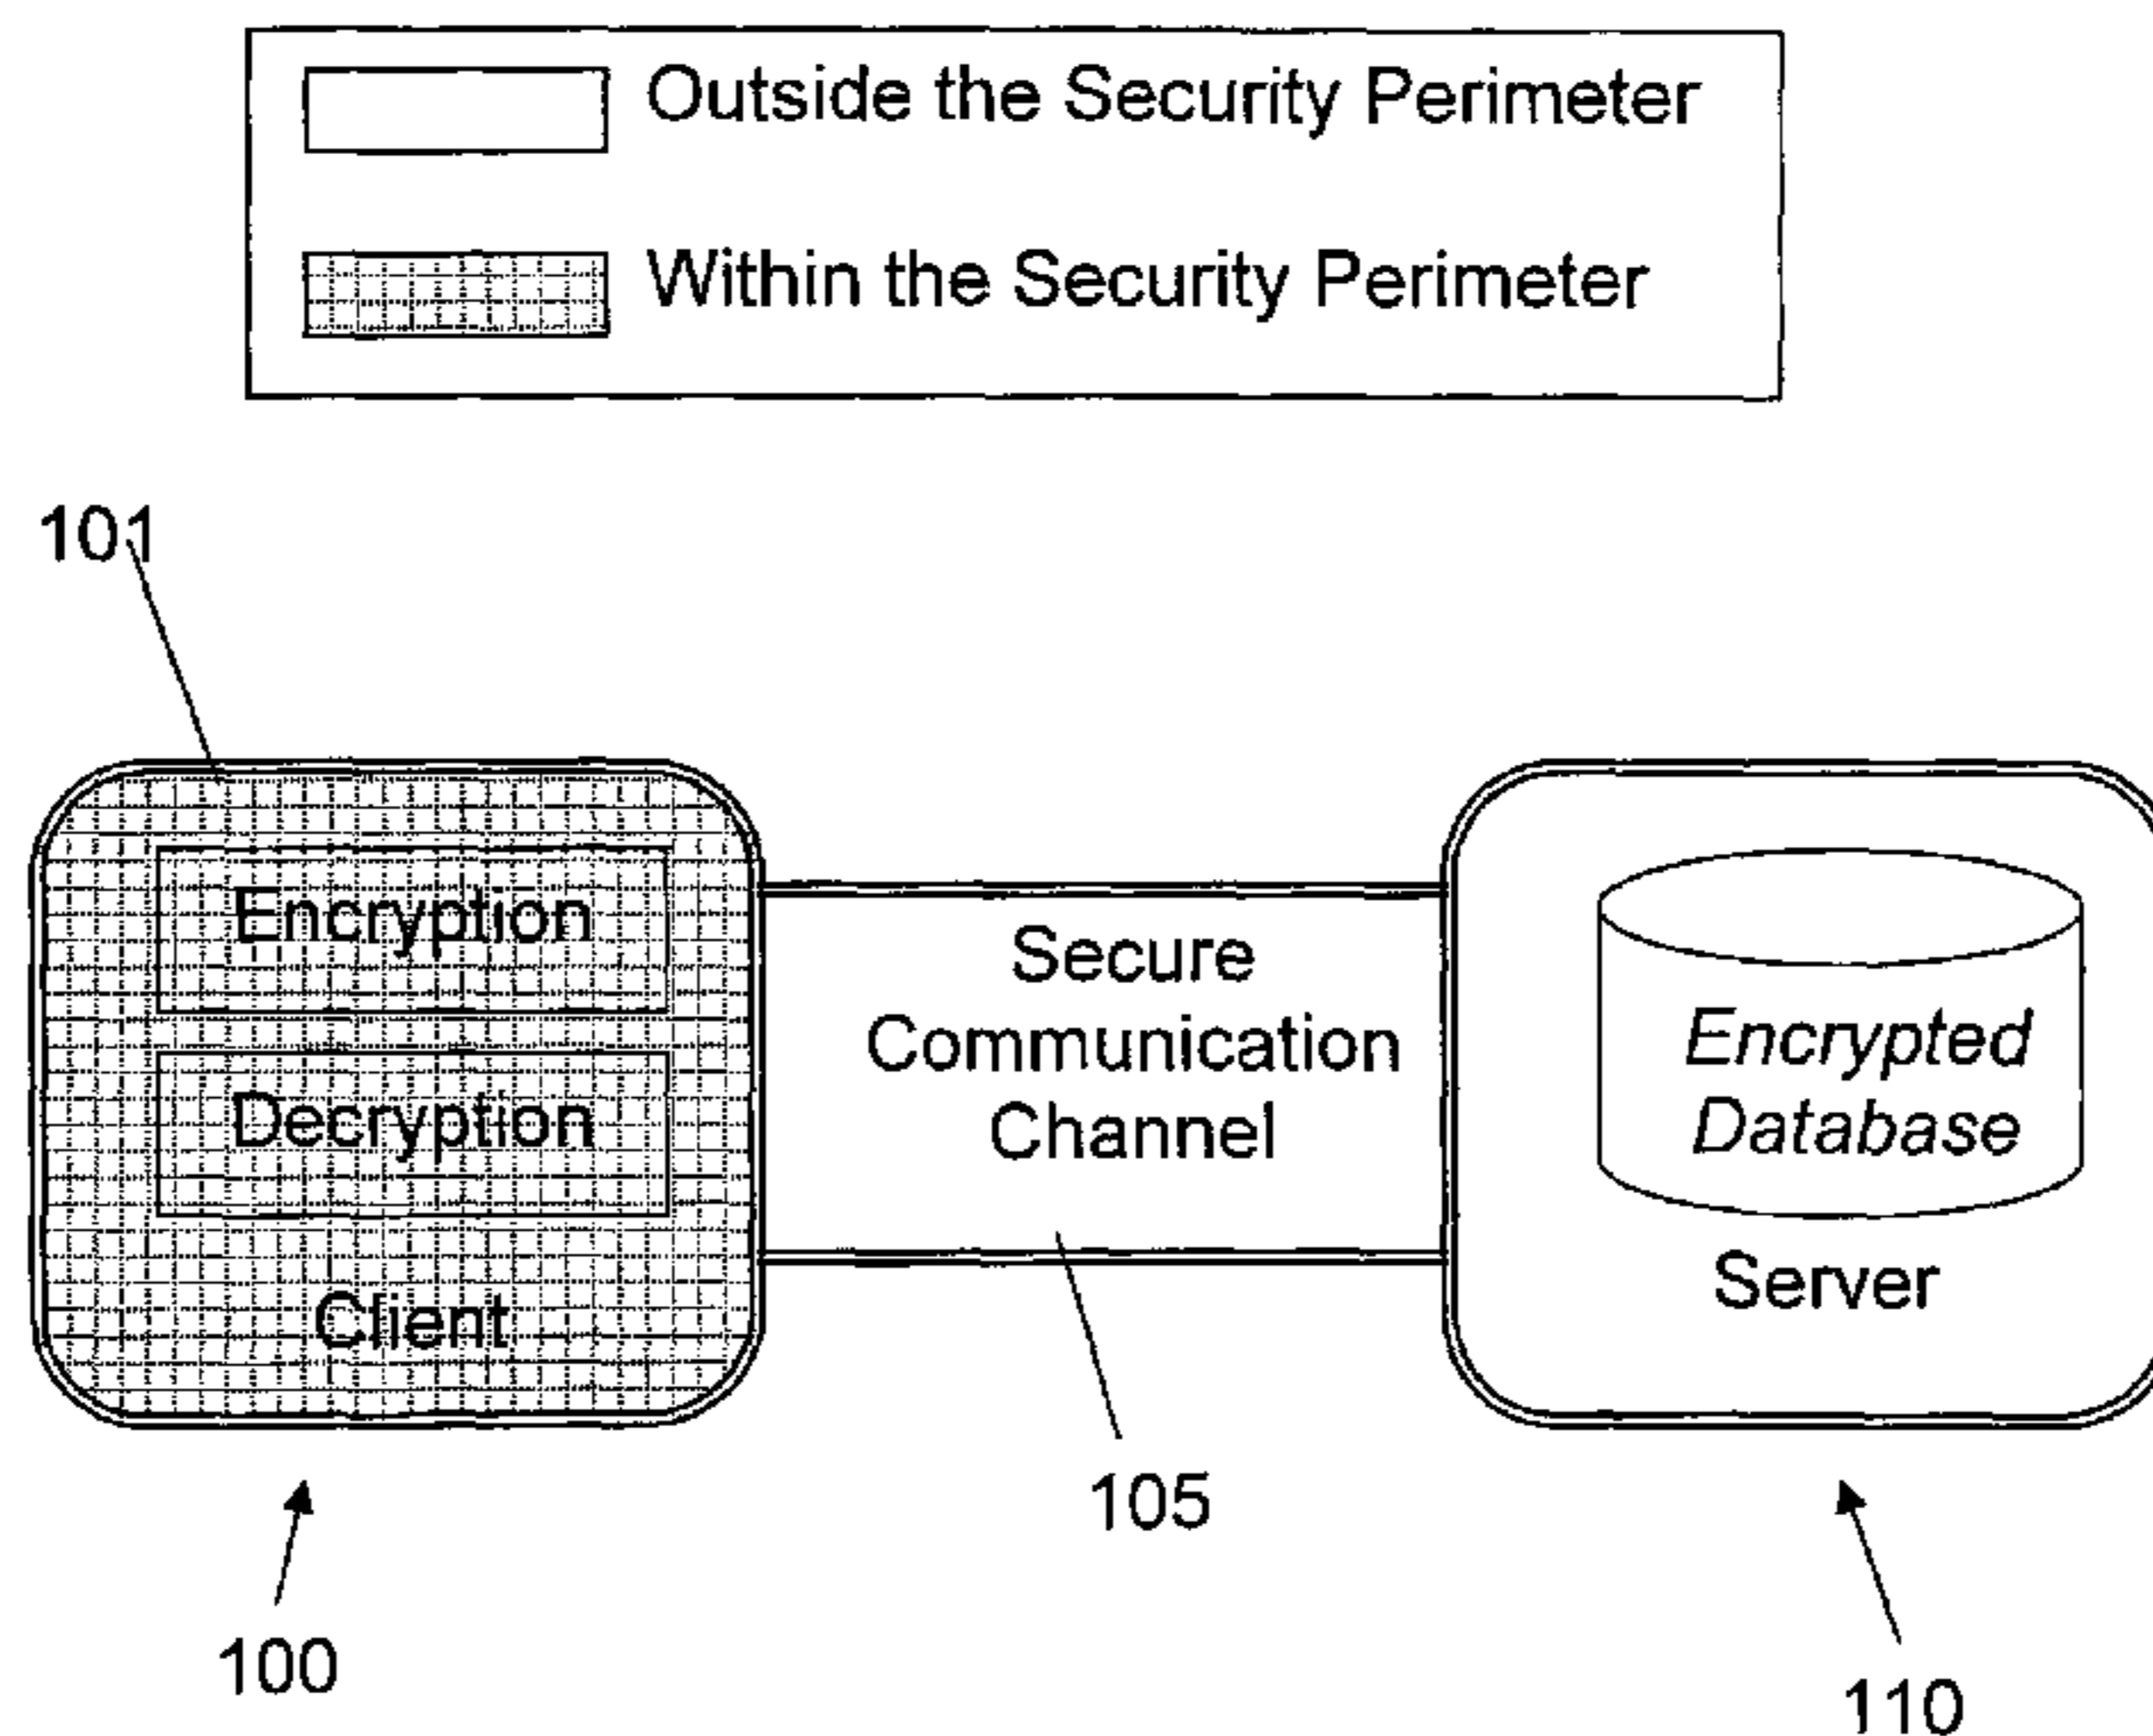 Outside the Security Perimeter
Within the Security Perimeter
101
Encryption
Decryption
Client
Secure
Communication
Channel
Encrypted
Database
Server
105
100
110